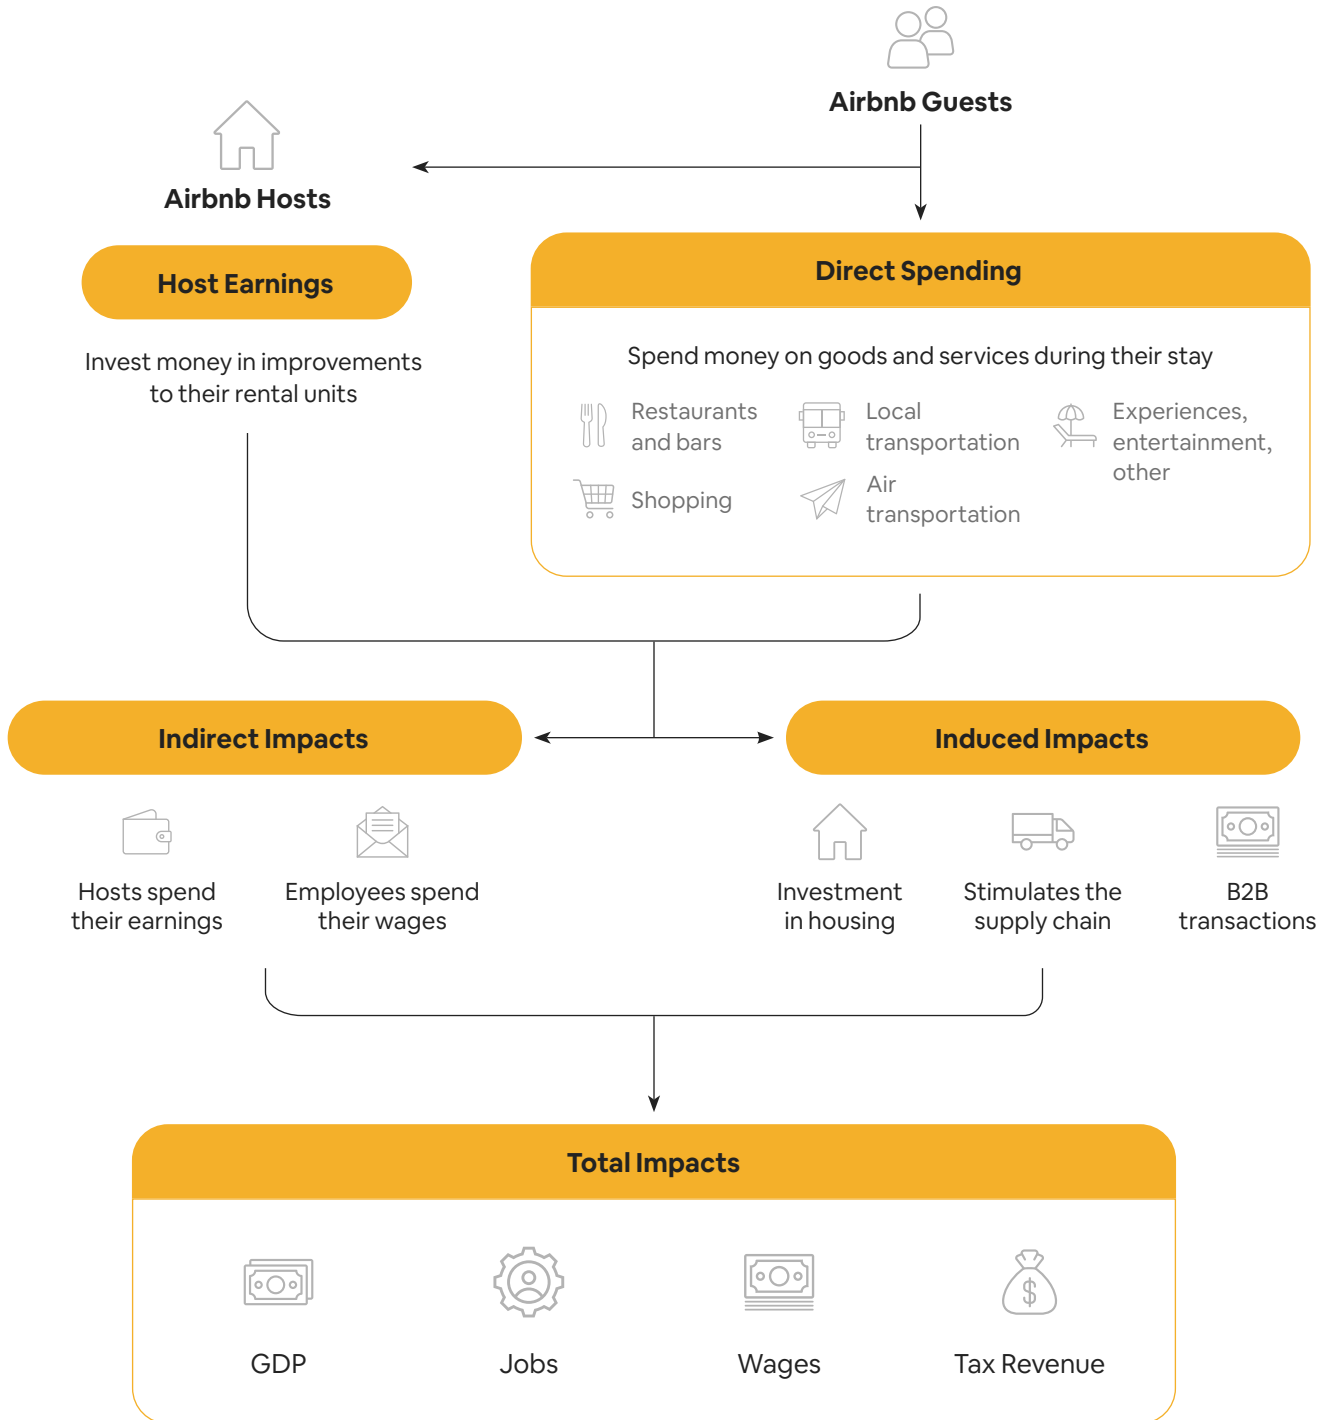 Airbnb Guests
Airbnb Hosts
Host Earnings
Invest money in improvements
to their rental units
Direct Spending
Spend money on goods and services during their stay
Restaurants
and bars
Local
transportation
Experiences,
entertainment,
other
Shopping
Air
transportation
Indirect Impacts
Induced Impacts
Hosts spend
their earnings
Employees spend
their wages
Investment
in housing
Stimulates the
supply chain
B2B
transactions
Total Impacts
$
GDP
Jobs
Wages
Tax Revenue